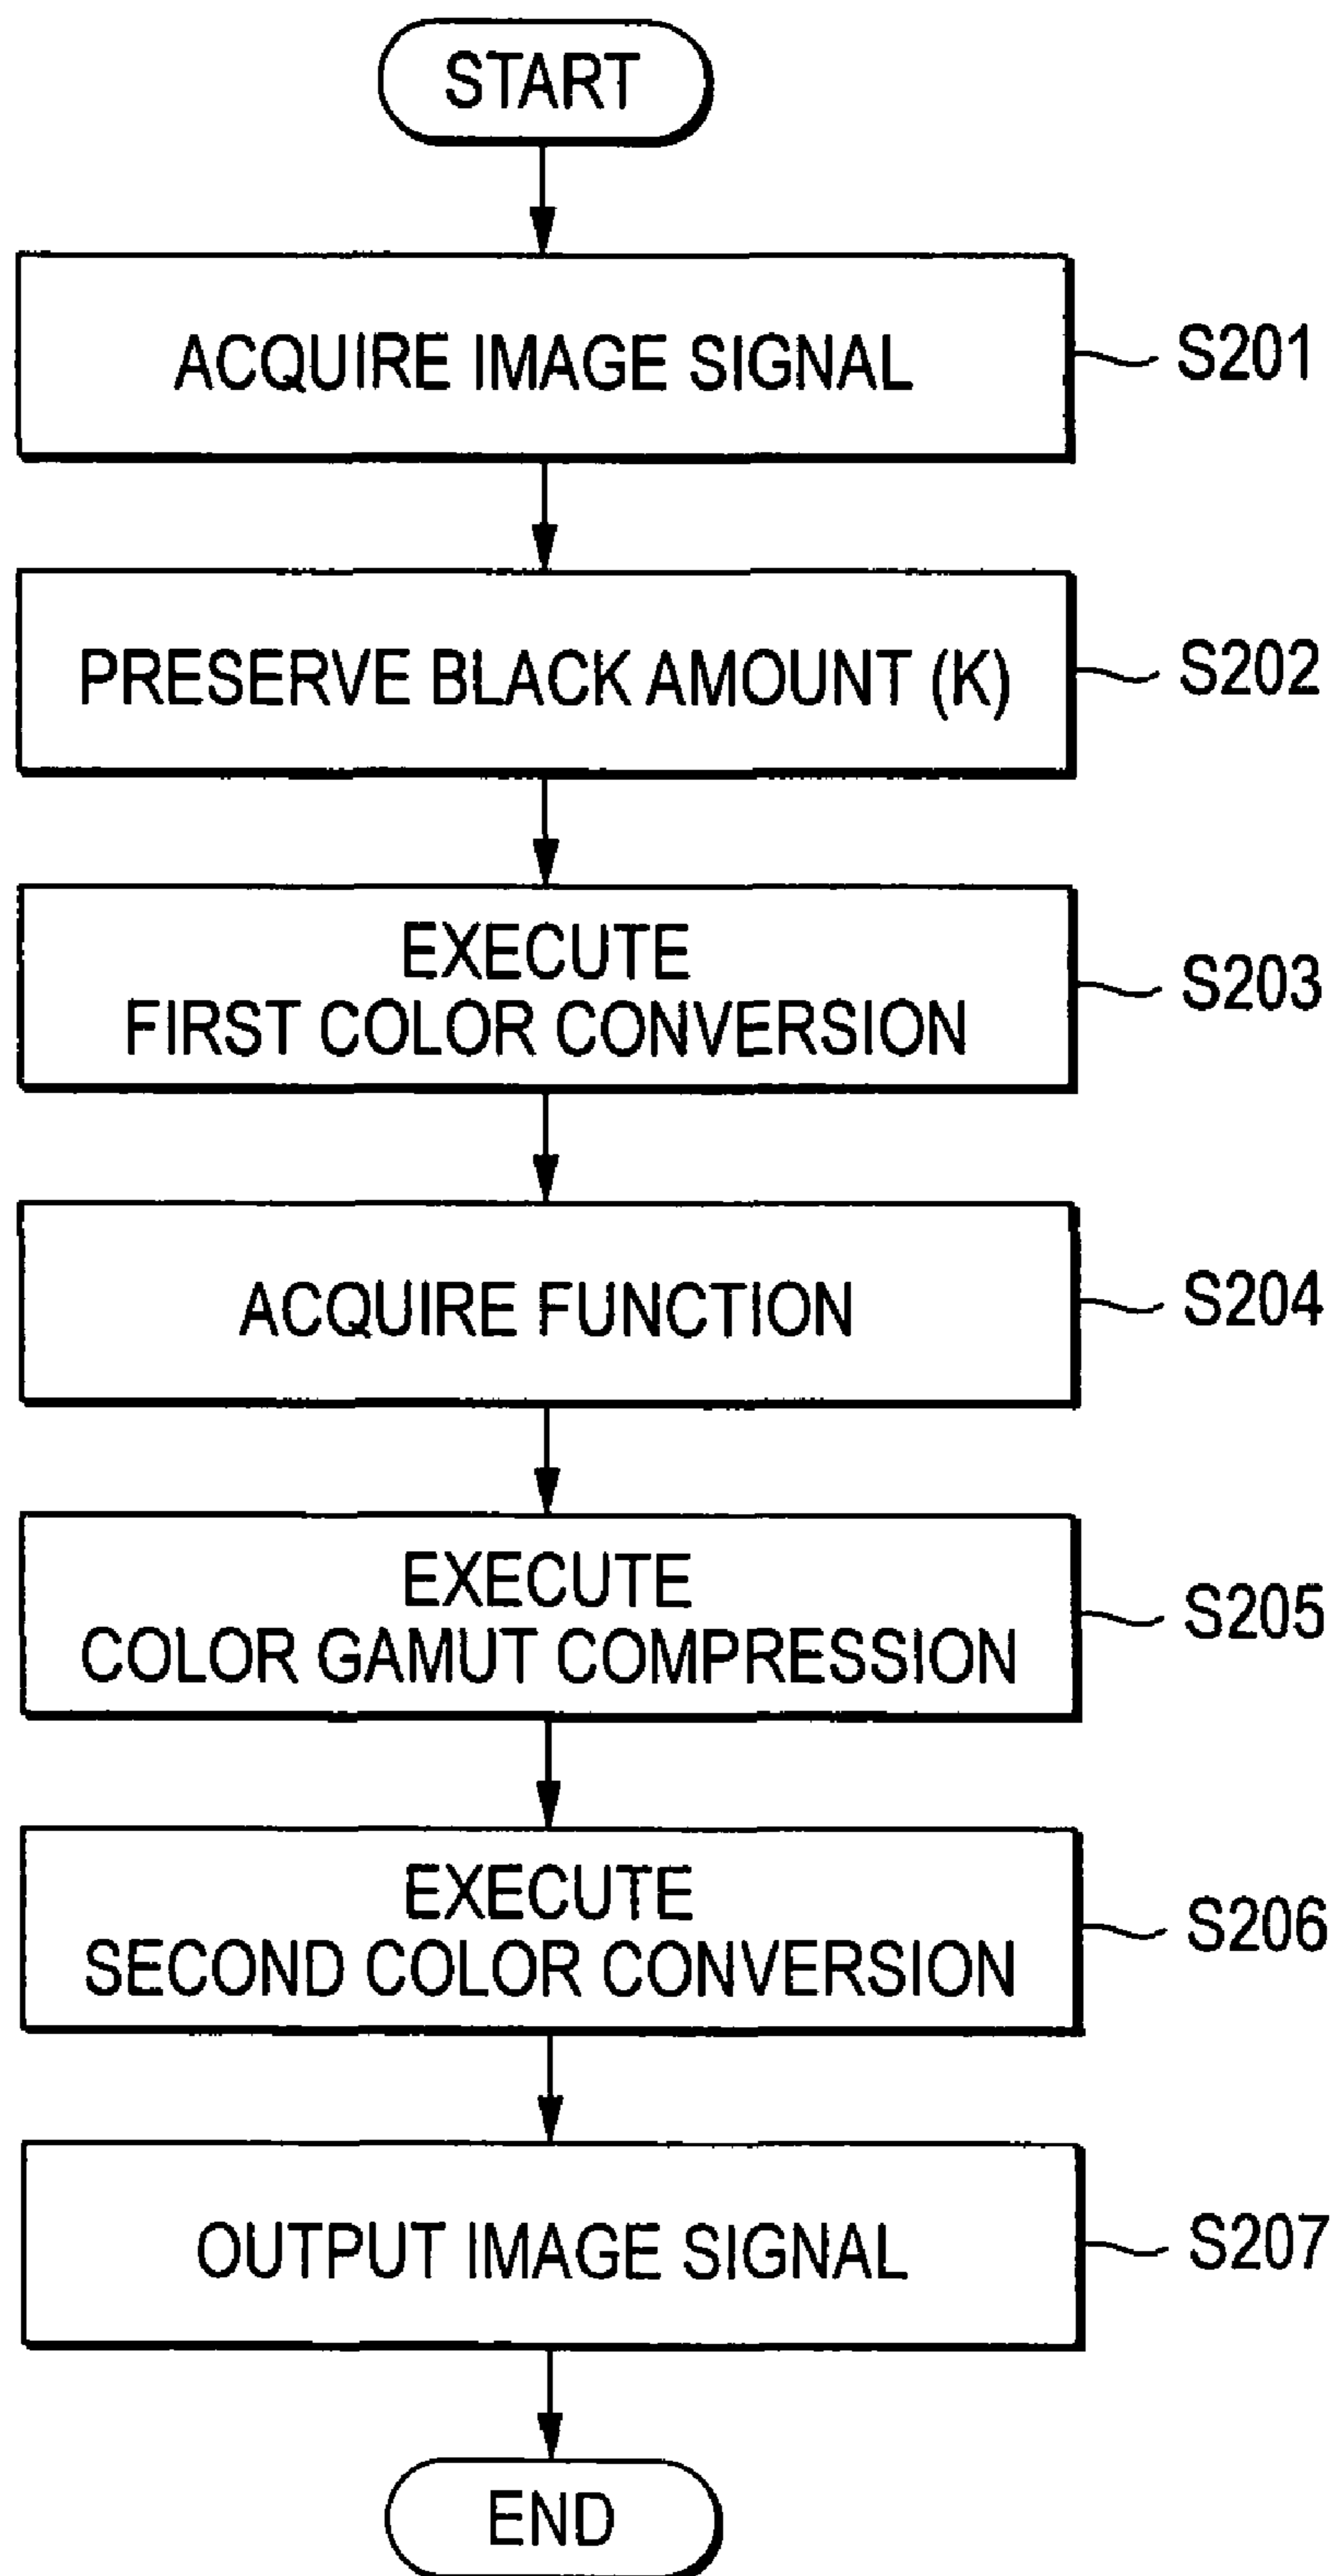 START
ACQUIRE IMAGE SIGNAL
S201
PRESERVE BLACK AMOUNT (K)
S202
EXECUTE
FIRST COLOR CONVERSION
S203
ACQUIRE FUNCTION
S204
EXECUTE
COLOR GAMUT COMPRESSION
S205
EXECUTE
SECOND COLOR CONVERSION
S206
OUTPUT IMAGE SIGNAL
S207
END